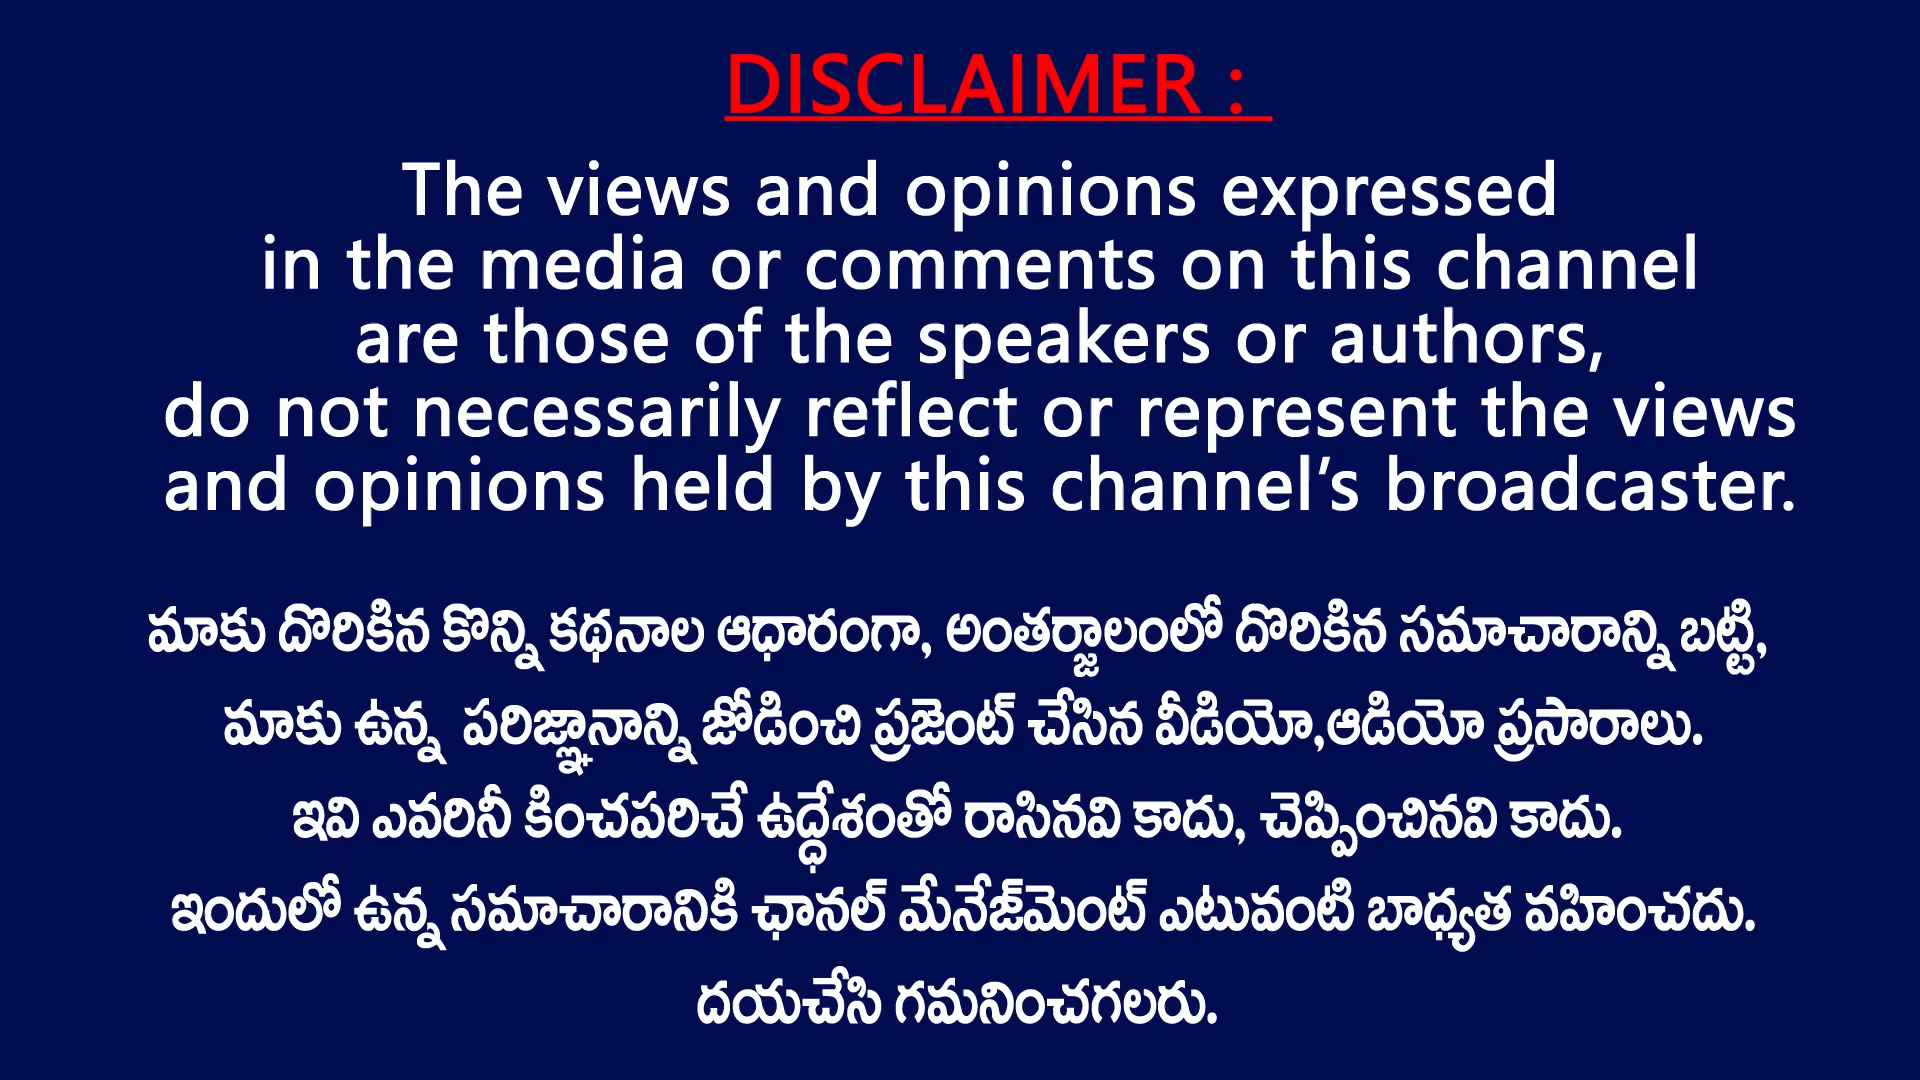 DISCLAIMER :
The views and opinions expressed
in the media or comments on this channel
are those of the speakers or authors,
do not necessarily reflect or represent the views
and opinions held by this channel’s broadcaster.
మాకు దొరికిన కొన్ని కథనాల ఆధారంగా, అంతర్జాలంలో దొరికిన సమాచారాన్ని బట్టి,
మాకు ఉన్న పరిజ్ఞానాన్ని జోడించి ప్రజెంట్ చేసిన వీడియో,ఆడియో ప్రసారాలు.
ఇవి ఎవరినీ కించపరిచే ఉద్ధేశంతో రాసినవి కాదు, చెప్పించినవి కాదు.
ఇందులో ఉన్న సమాచారానికి ఛానల్ మేనేజ్‌మెంట్ ఎటువంటి బాధ్యత వహించదు.
దయచేసి గమనించగలరు.